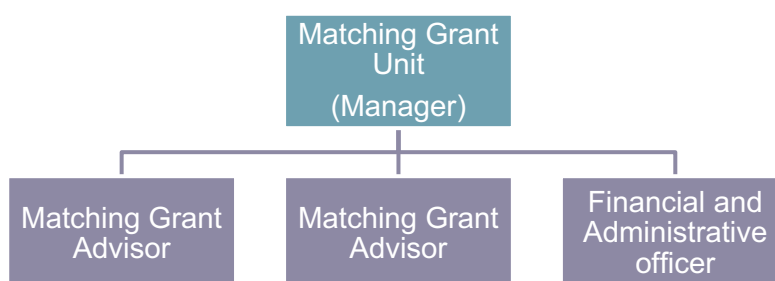 Matching Grant
Unit
(Manager)
Matching Grant
Advisor
Matching Grant
Advisor
Financial and
Administrative
officer